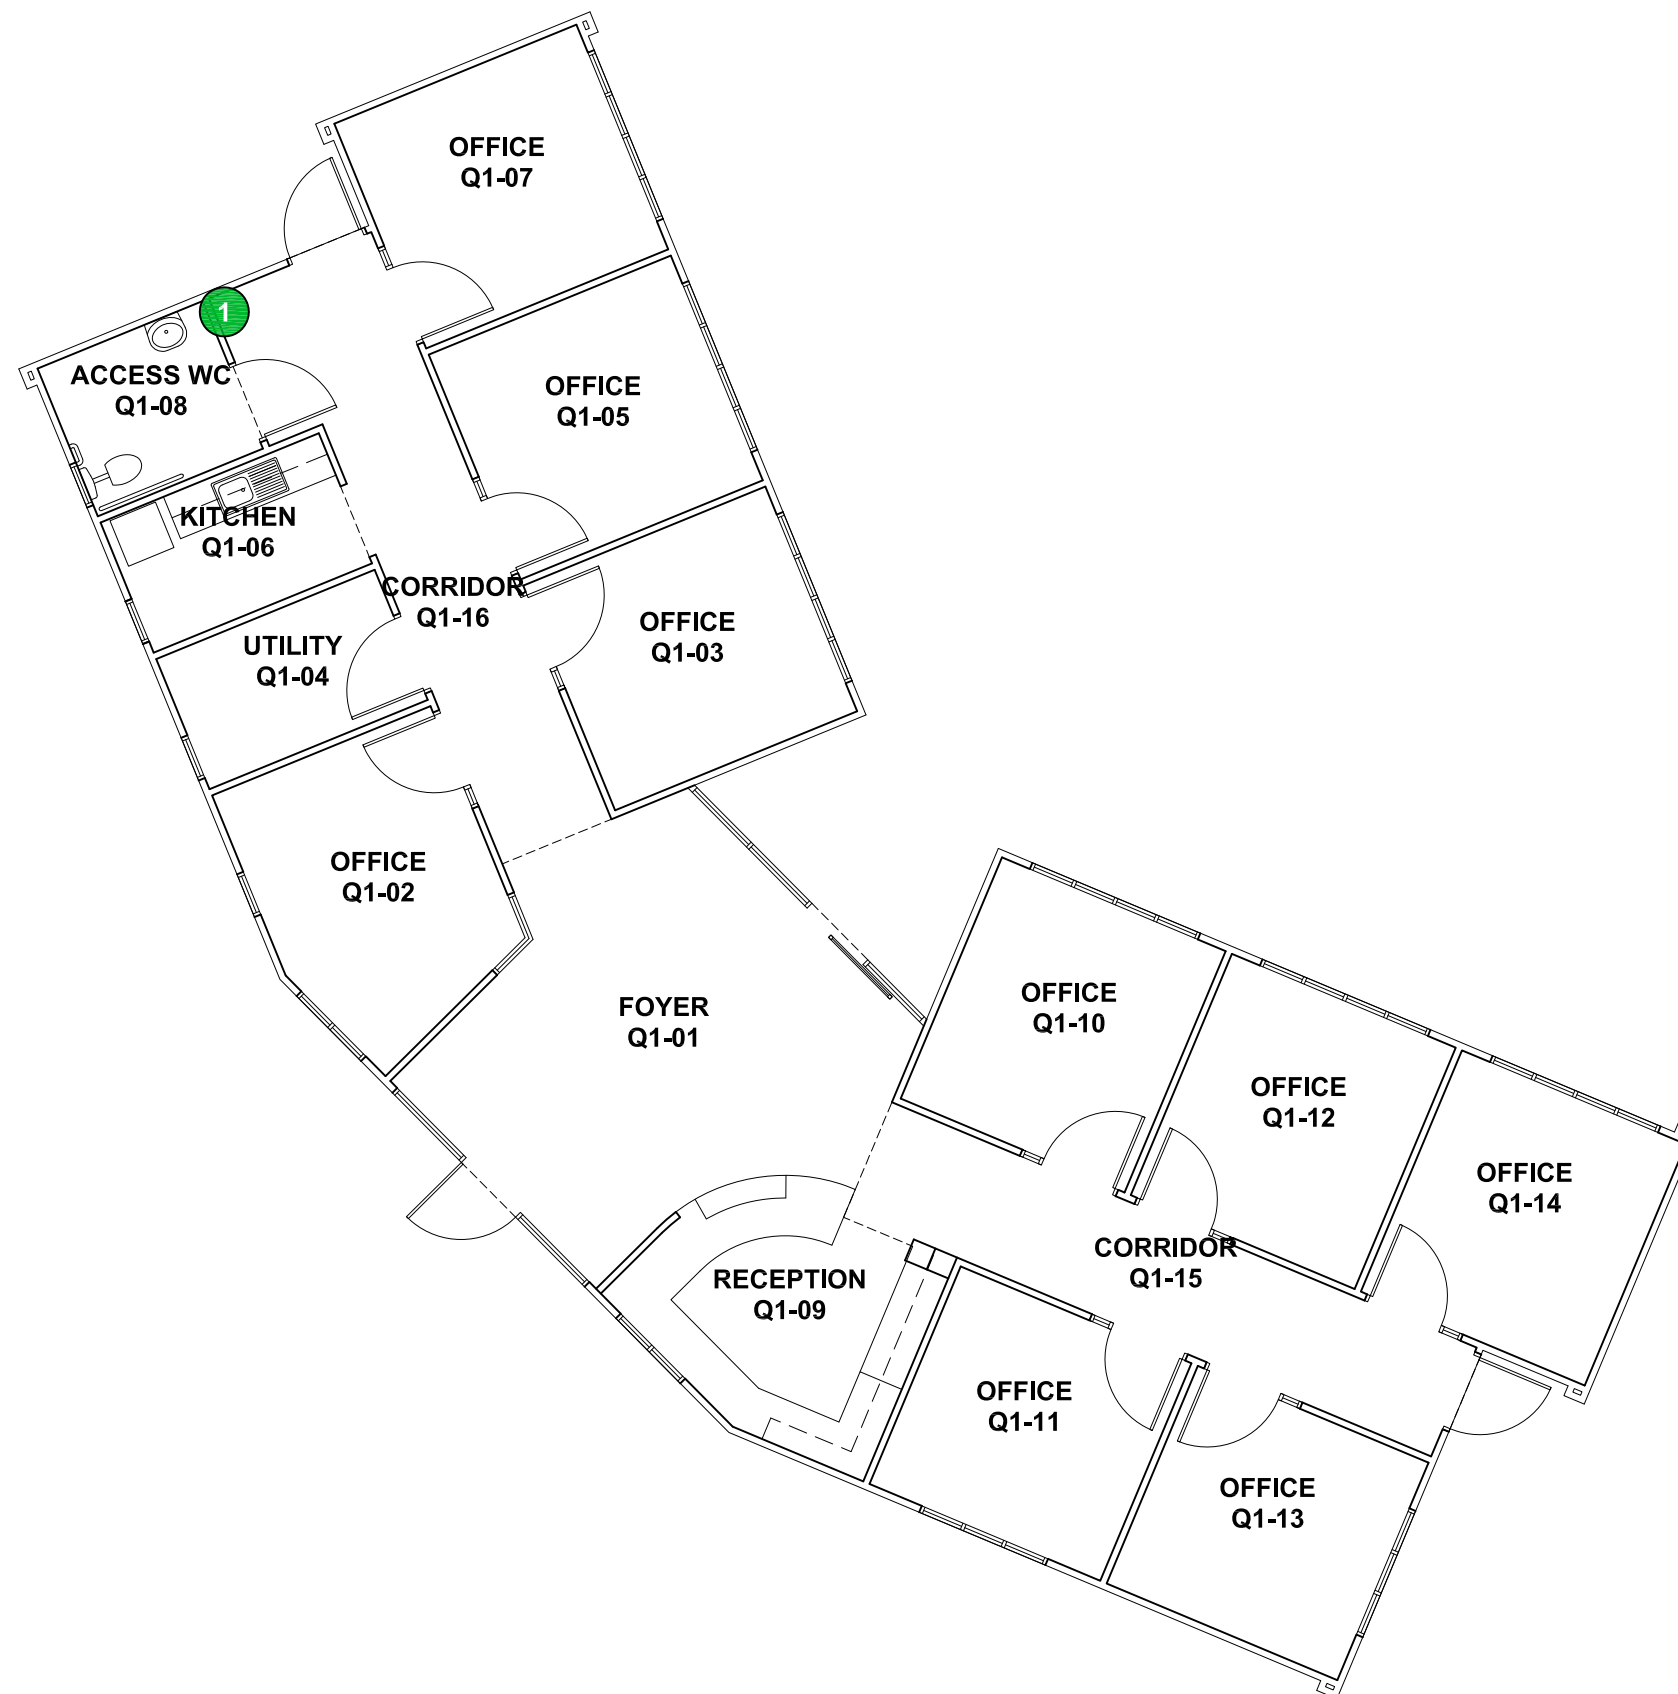 OFFICE
Q1-07
1
ACCESS WC
Q1-08
OFFICE
Q1-05
KITCHEN
Q1-06
CORRIDOR
Q1-16
OFFICE
Q1-03
UTILITY
Q1-04
OFFICE
Q1-02
FOYER
Q1-01
OFFICE
Q1-10
OFFICE
Q1-12
OFFICE
Q1-14
CORRIDOR
Q1-15
RECEPTION
Q1-09
OFFICE
Q1-11
OFFICE
Q1-13